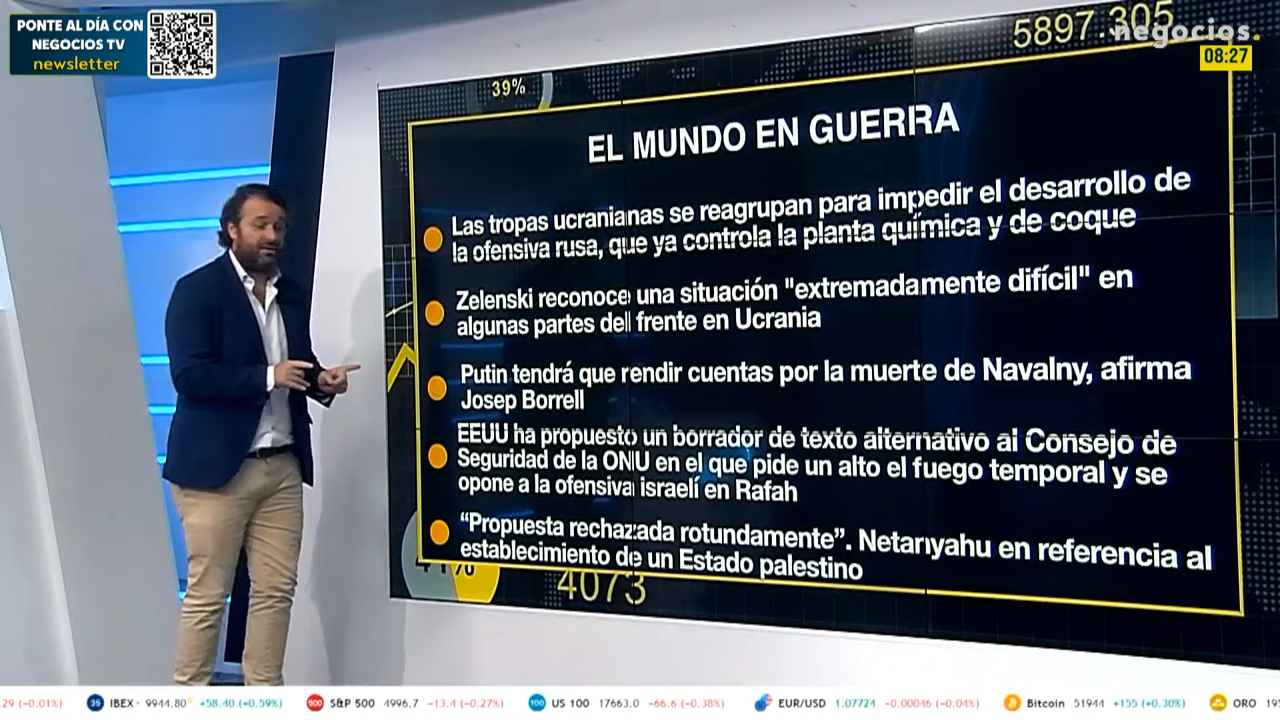 PONTE AL DÍA CON
NEGOCIOS TV
newsletter
5897.305
negocios.
08:27
39%
EL MUNDO EN GUERRA
Las tropas ucranianas se reagrupan para impedir el desarrollo de
la ofensiva rusa, que ya controla la planta química y de coque
Zelenski reconoce una situación "extremadamente difícil" en
algunas partes del frente en Ucrania
Putin tendrá que rendir cuentas por la muerte de Navalny, afirma
Josep Borrell
EEUU ha propuesto un borrador de texto alternativo al Consejo de
Seguridad de la ONU en el que pide un alto el fuego temporal y se
opone a la ofensiva israelí en Rafah
“Propuesta rechazada rotundamente”. Netanyahu en referencia al
establecimiento de un Estado palestino
4073
.29 (-0.01%) 35 IBEX 9944.80 +58.40 (+0.59%) 500 S&P 500 4996.7 -13.4 (-0.27%) 100 US 100 17663.0 -66.6 (-0.38%) EUR/USD 1.07724 -0.00046 (-0.04%) Bitcoin 51944 +155 (+0.30%) ORO